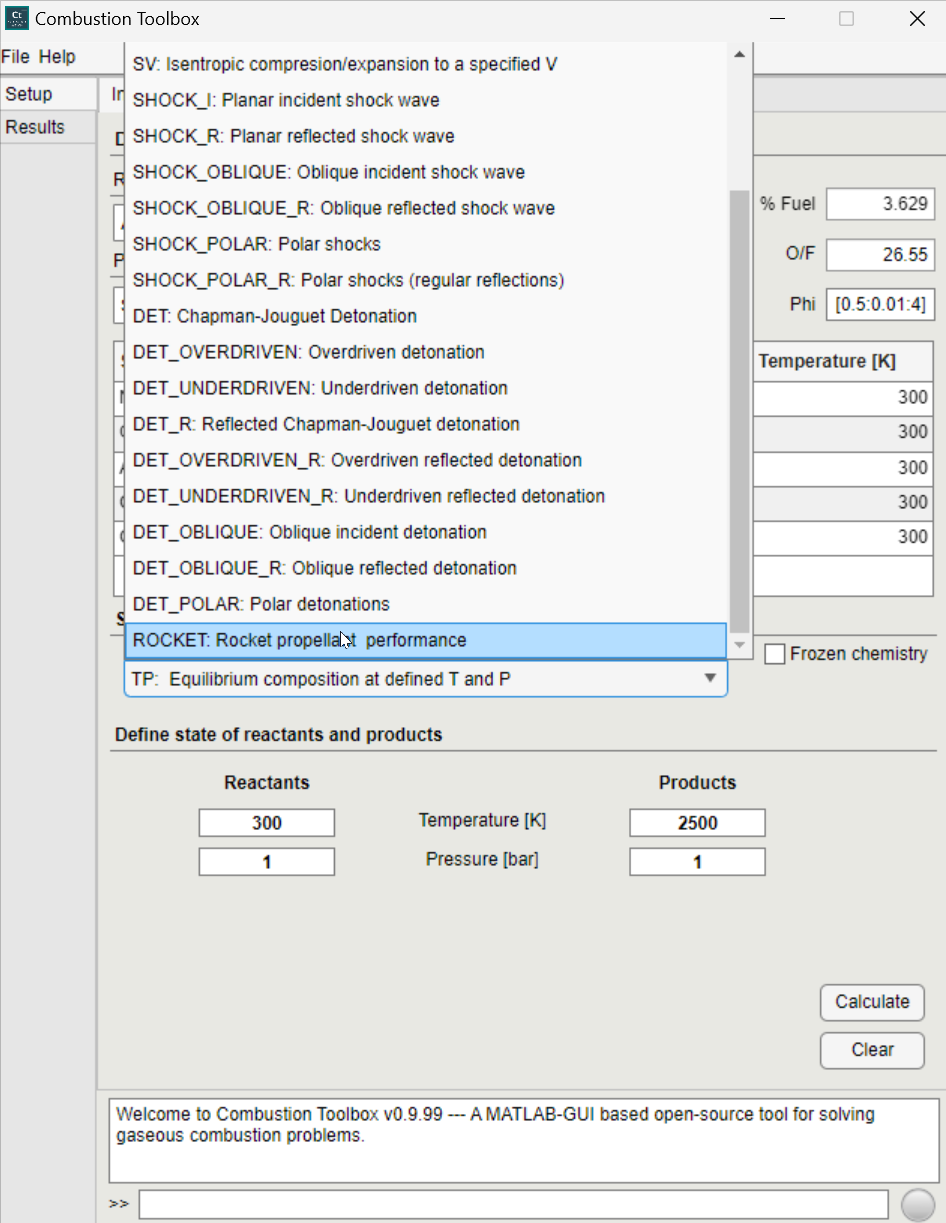 Ct
Combustion Toolbox
File Help
Setup
Results
SV: Isentropic compresion/expansion to a specified V
SHOCK_I: Planar incident shock wave
SHOCK_R: Planar reflected shock wave
SHOCK_OBLIQUE: Oblique incident shock wave
SHOCK_OBLIQUE_R: Oblique reflected shock wave
SHOCK_POLAR: Polar shocks
SHOCK_POLAR_R: Polar shocks (regular reflections)
DET: Chapman-Jouguet Detonation
DET_OVERDRIVEN: Overdriven detonation
DET_UNDERDRIVEN: Underdriven detonation
DET_R: Reflected Chapman-Jouguet detonation
DET_OVERDRIVEN_R: Overdriven reflected detonation
DET_UNDERDRIVEN_R: Underdriven reflected detonation
DET_OBLIQUE: Oblique incident detonation
DET_OBLIQUE_R: Oblique reflected detonation
DET_POLAR: Polar detonations
ROCKET: Rocket propellant performance
TP: Equilibrium composition at defined T and P
% Fuel 3.629
O/F 26.55
Phi [0.5:0.01:4]
Temperature [K]
300
300
300
300
300
Frozen chemistry
Define state of reactants and products
Reactants Products
300 Temperature [K] 2500
1 Pressure [bar] 1
Calculate
Clear
Welcome to Combustion Toolbox v0.9.99 --- A MATLAB-GUI based open-source tool for solving
gaseous combustion problems.
>>